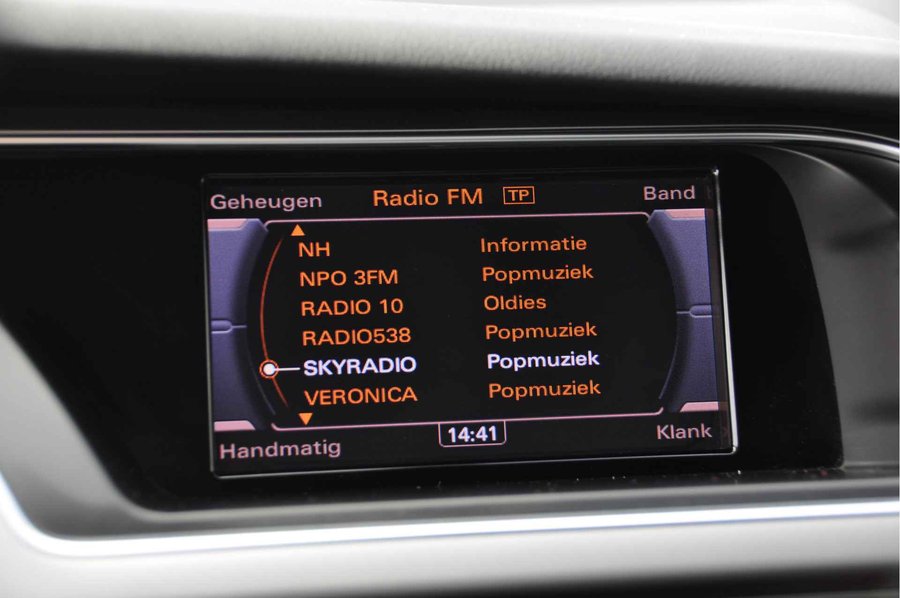 Geheugen Radio FM TP Band
NH Informatie
NPO 3FM Popmuziek
RADIO 10 Oldies
RADIO538 Popmuziek
SKYRADIO Popmuziek
VERONICA Popmuziek
Handmatig 14:41 Klank